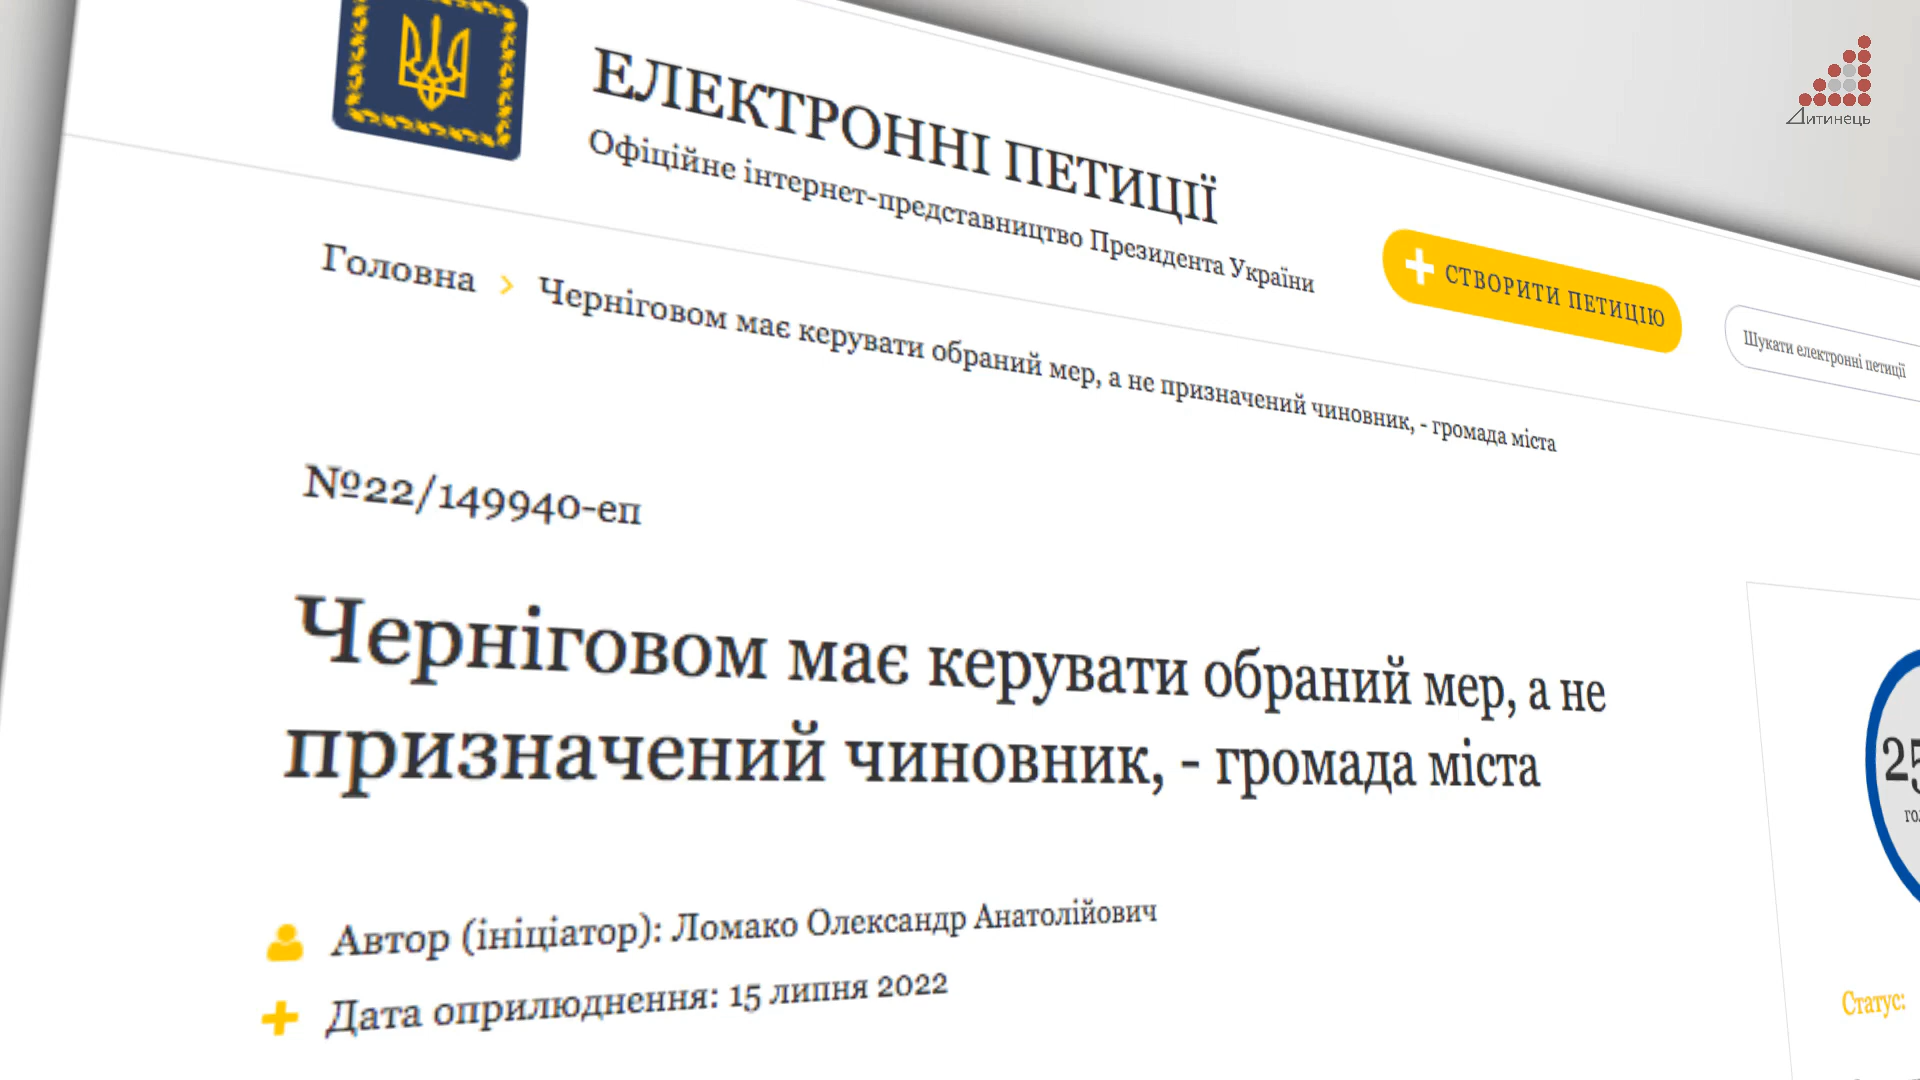 Дитинець
ЕЛЕКТРОННІ ПЕТИЦІЇ
Офіційне інтернет-представництво Президента України
СТВОРИТИ ПЕТИЦІЮ
Шукати електронні петиції
Головна > Черніговом має керувати обраний мер, а не призначений чиновник, - громада міста
№22/149940-еп
Черніговом має керувати обраний мер, а не
призначений чиновник, - громада міста
Автор (ініціатор): Ломако Олександр Анатолійович
Дата оприлюднення: 15 липня 2022
Статус: